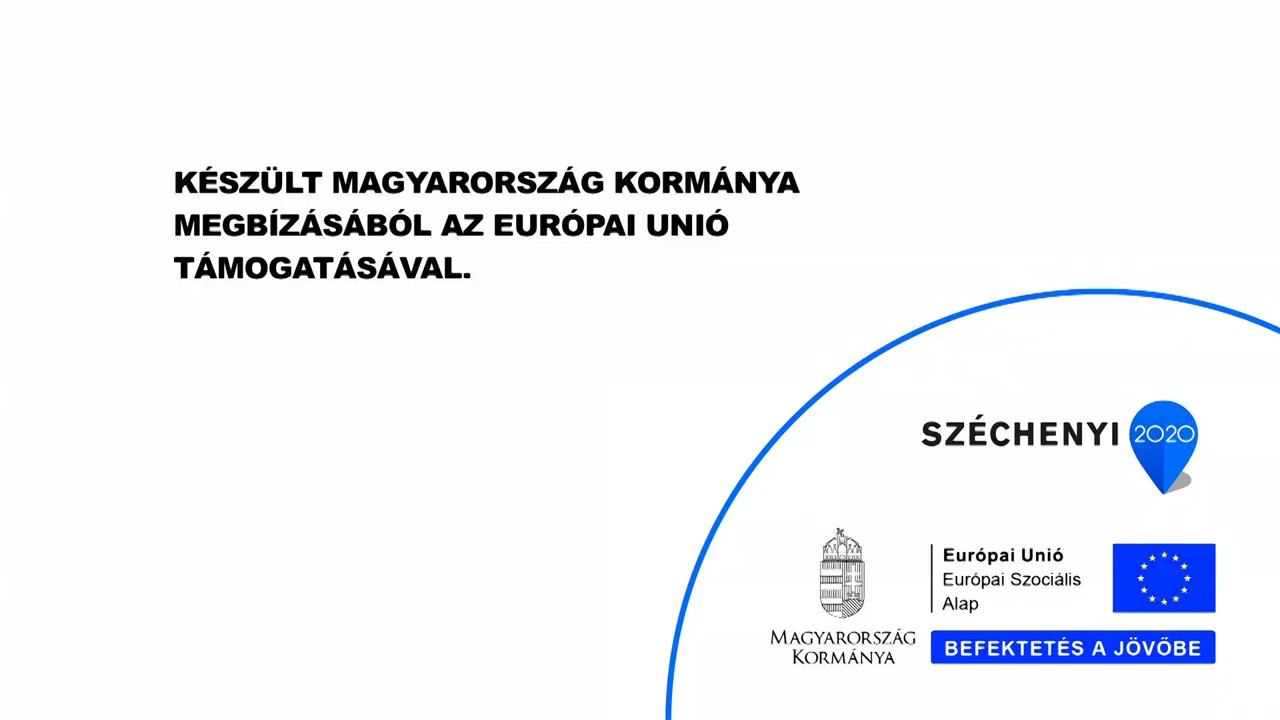 KÉSZÜLT MAGYARORSZÁG KORMÁNYA
MEGBÍZÁSÁBÓL AZ EURÓPAI UNIÓ
TÁMOGATÁSÁVAL.
SZÉCHENYI 2020
MAGYARORSZÁG
KORMÁNYA
Európai Unió
Európai Szociális
Alap
BEFEKTETÉS A JÖVŐBE